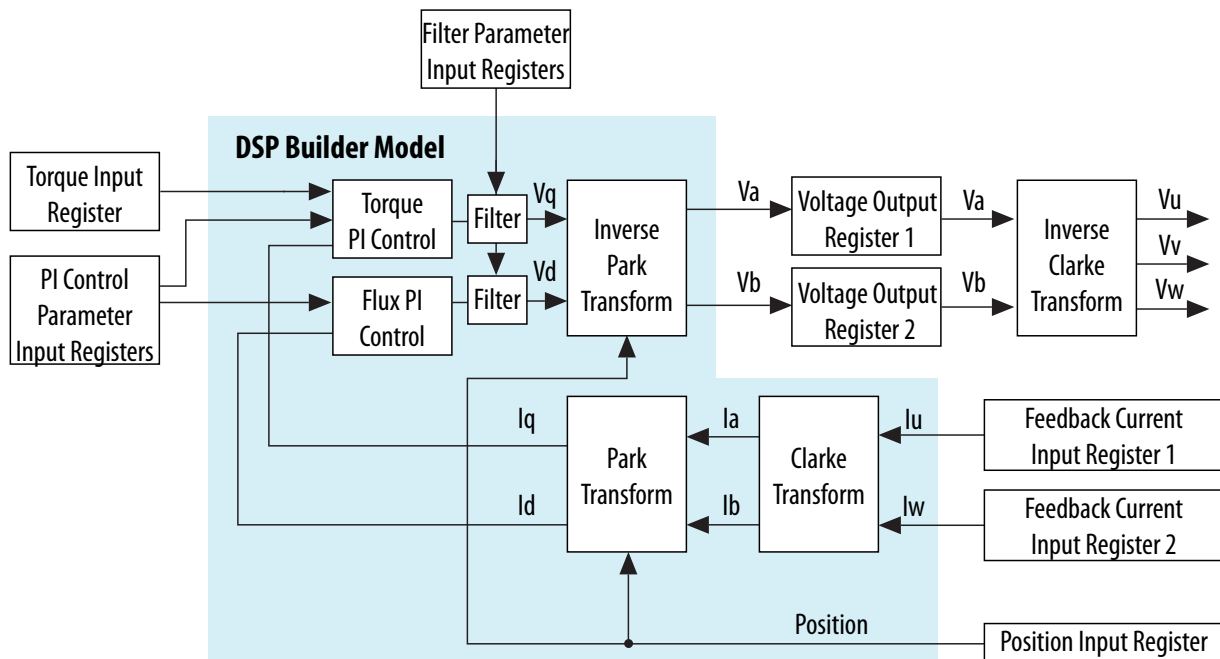 Filter Parameter
Input Registers
DSP Builder Model
Torque Input
Register
PI Control
Parameter
Input Registers
Torque
PI Control
Flux PI
Control
Filter
Filter
Vq
Vd
Inverse
Park
Transform
Va
Vb
Voltage Output
Register 1
Voltage Output
Register 2
Va
Vb
Inverse
Clarke
Transform
Vu
Vv
Vw
Iq
Id
Park
Transform
Ia
Ib
Clarke
Transform
Iu
Iw
Feedback Current
Input Register 1
Feedback Current
Input Register 2
Position
Position Input Register